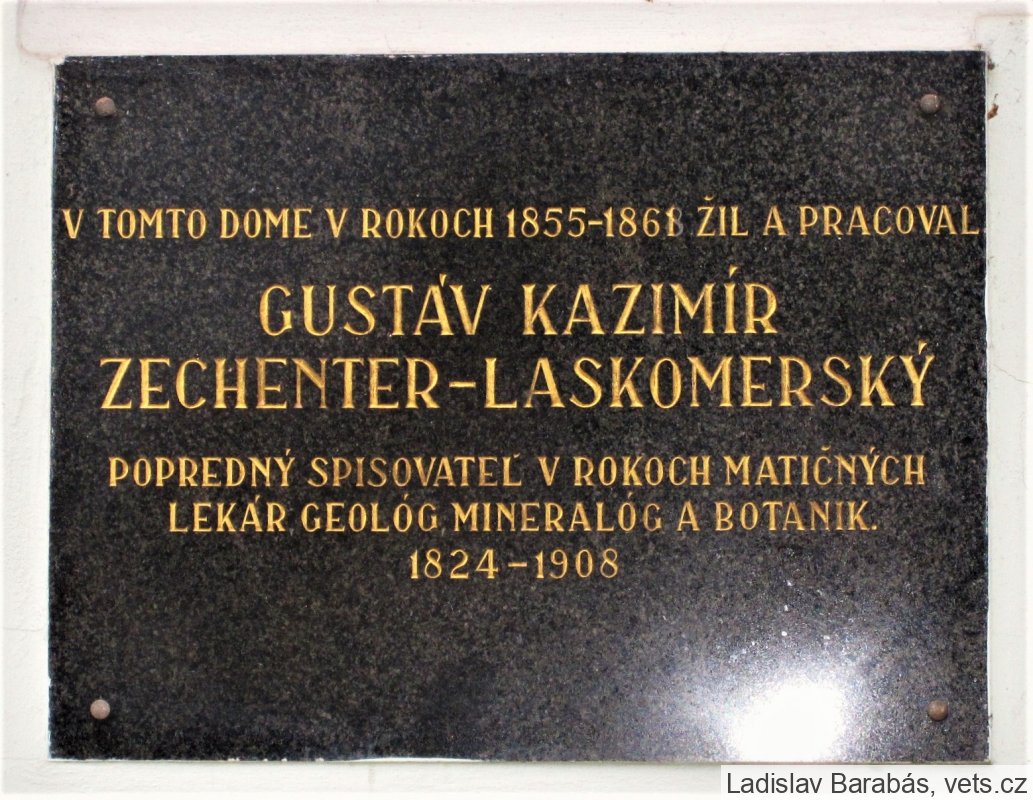 V TOMTO DOME V ROKOCH 1855-1861 ŽIL A PRACOVAL
GUSTÁV KAZIMÍR
ZECHENTER-LASKOMERSKÝ
POPREDNÝ SPISOVATEĽ V ROKOCH MATIČNÝCH
LEKÁR GEOLÓG MINERALÓG A BOTANIK.
1824-1908
Ladislav Barabás, vets.cz